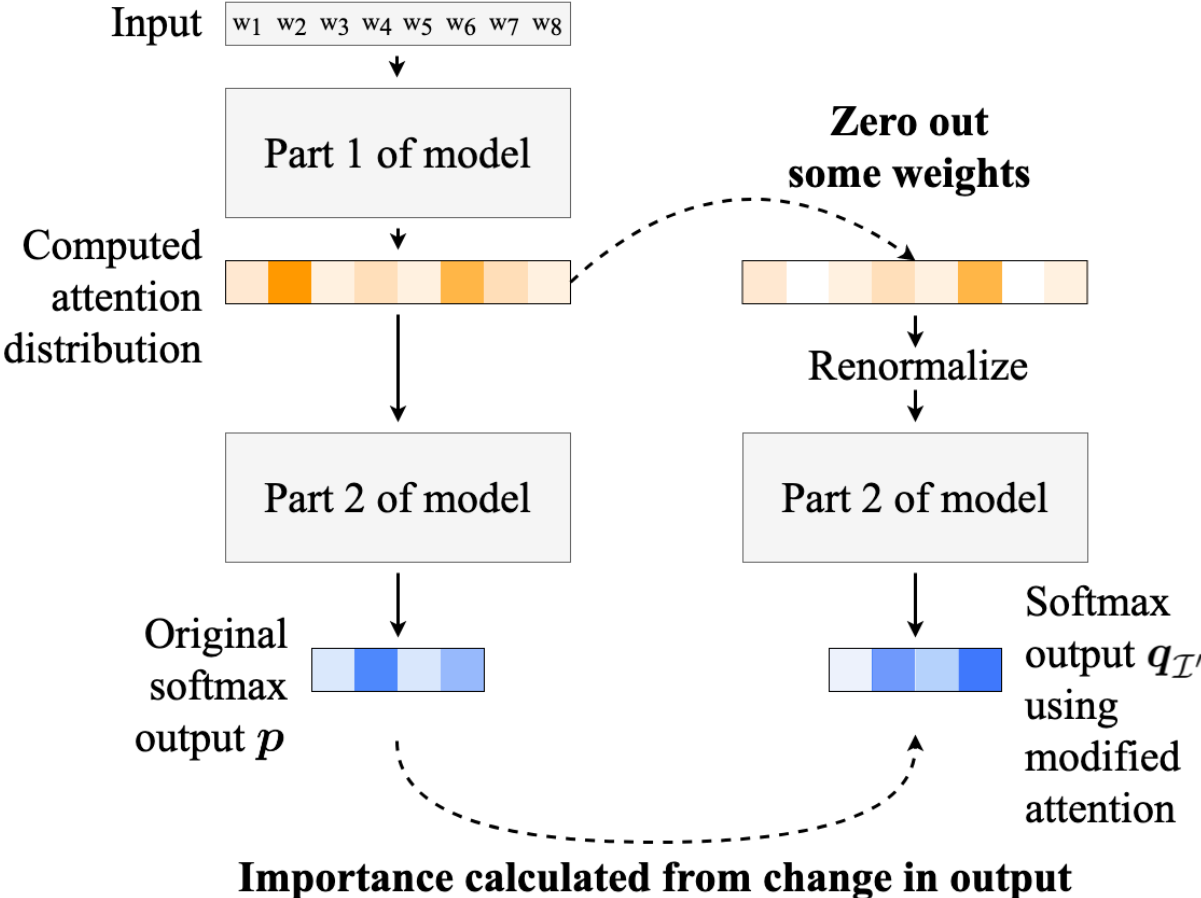 Input
w1 w2 w3 w4 w5 w6 w7 w8
Part 1 of model
Zero out
some weights
Computed
attention
distribution
Renormalize
Part 2 of model
Part 2 of model
Original
softmax
output p
Softmax
output qI′
using
modified
attention
Importance calculated from change in output